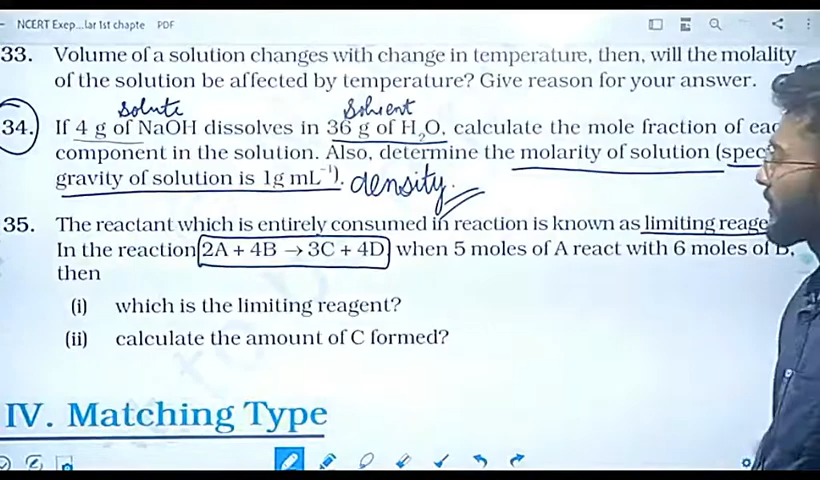 NCERT Exep...lar 1st chapte PDF
33. Volume of a solution changes with change in temperature, then, will the molality
of the solution be affected by temperature? Give reason for your answer.
solute solvent
34. If 4 g of NaOH dissolves in 36 g of H₂O, calculate the mole fraction of eac
component in the solution. Also, determine the molarity of solution (spec
gravity of solution is 1g mL⁻¹). density.
35. The reactant which is entirely consumed in reaction is known as limiting reage
In the reaction 2A + 4B → 3C + 4D, when 5 moles of A react with 6 moles of B,
then
(i) which is the limiting reagent?
(ii) calculate the amount of C formed?
IV. Matching Type